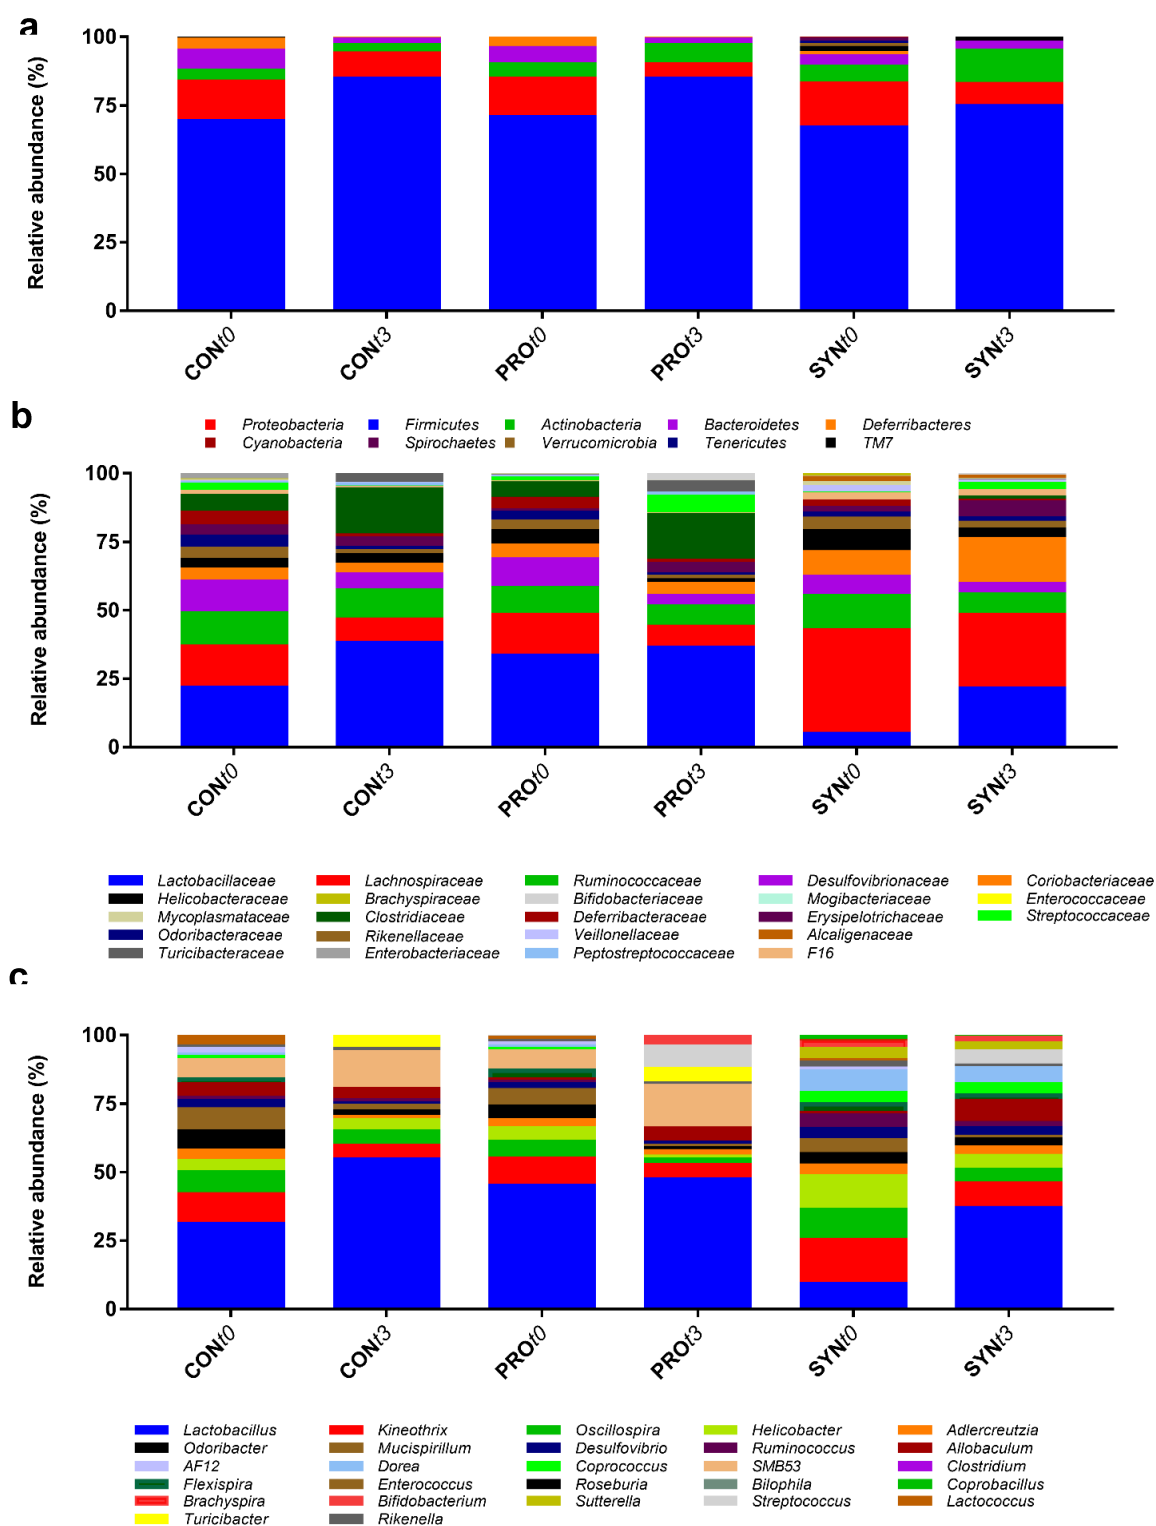 a
Relative abundance (%)
100
75
50
25
0
CONt0 CONt3 PROt0 PROt3 SYNt0 SYNt3
b
Proteobacteria Firmicutes Actinobacteria Bacteroidetes Deferribacteres
Cyanobacteria Spirochaetes Verrucomicrobia Tenericutes TM7
Relative abundance (%)
100
75
50
25
0
CONt0 CONt3 PROt0 PROt3 SYNt0 SYNt3
Lactobacillaceae Lachnospiraceae Ruminococcaceae Desulfovibrionaceae Coriobacteriaceae
Helicobacteraceae Brachyspiraceae Bifidobacteriaceae Mogibacteriaceae Enterococcaceae
Mycoplasmataceae Clostridiaceae Deferribacteraceae Erysipelotrichaceae Streptococcaceae
Odoribacteraceae Rikenellaceae Veillonellaceae Alcaligenaceae
Turicibacteraceae Enterobacteriaceae Peptostreptococcaceae F16
c
Relative abundance (%)
100
75
50
25
0
CONt0 CONt3 PROt0 PROt3 SYNt0 SYNt3
Lactobacillus Kineothrix Oscillospira Helicobacter Adlercreutzia
Odoribacter Mucispirillum Desulfovibrio Ruminococcus Allobaculum
AF12 Dorea Coprococcus SMB53 Clostridium
Flexispira Enterococcus Roseburia Bilophila Coprobacillus
Brachyspira Bifidobacterium Sutterella Streptococcus Lactococcus
Turicibacter Rikenella